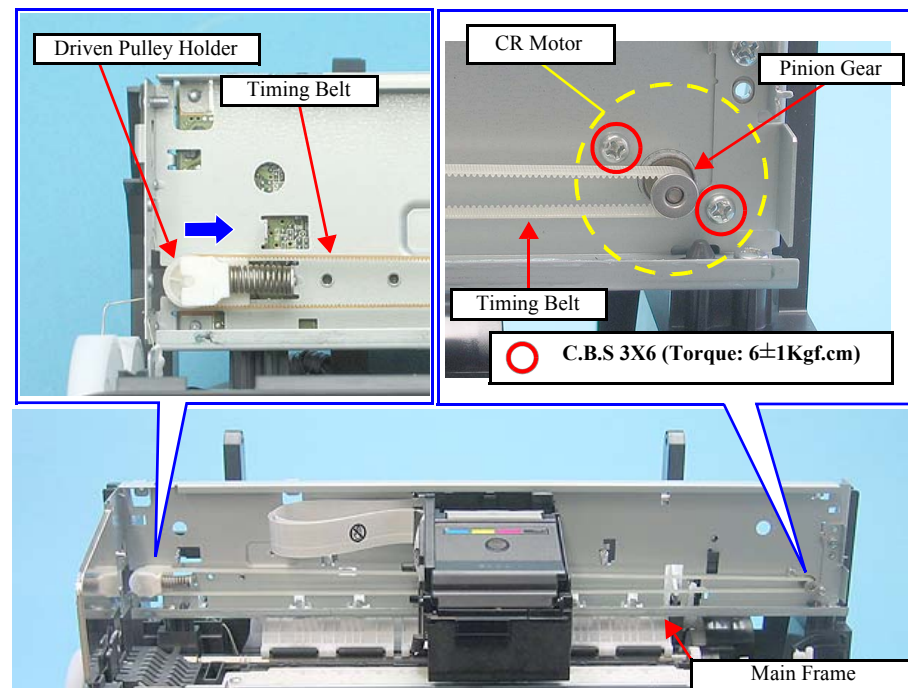 Driven Pulley Holder
Timing Belt
CR Motor
Pinion Gear
Timing Belt
C.B.S 3X6 (Torque: 6±1Kgf.cm)
Main Frame